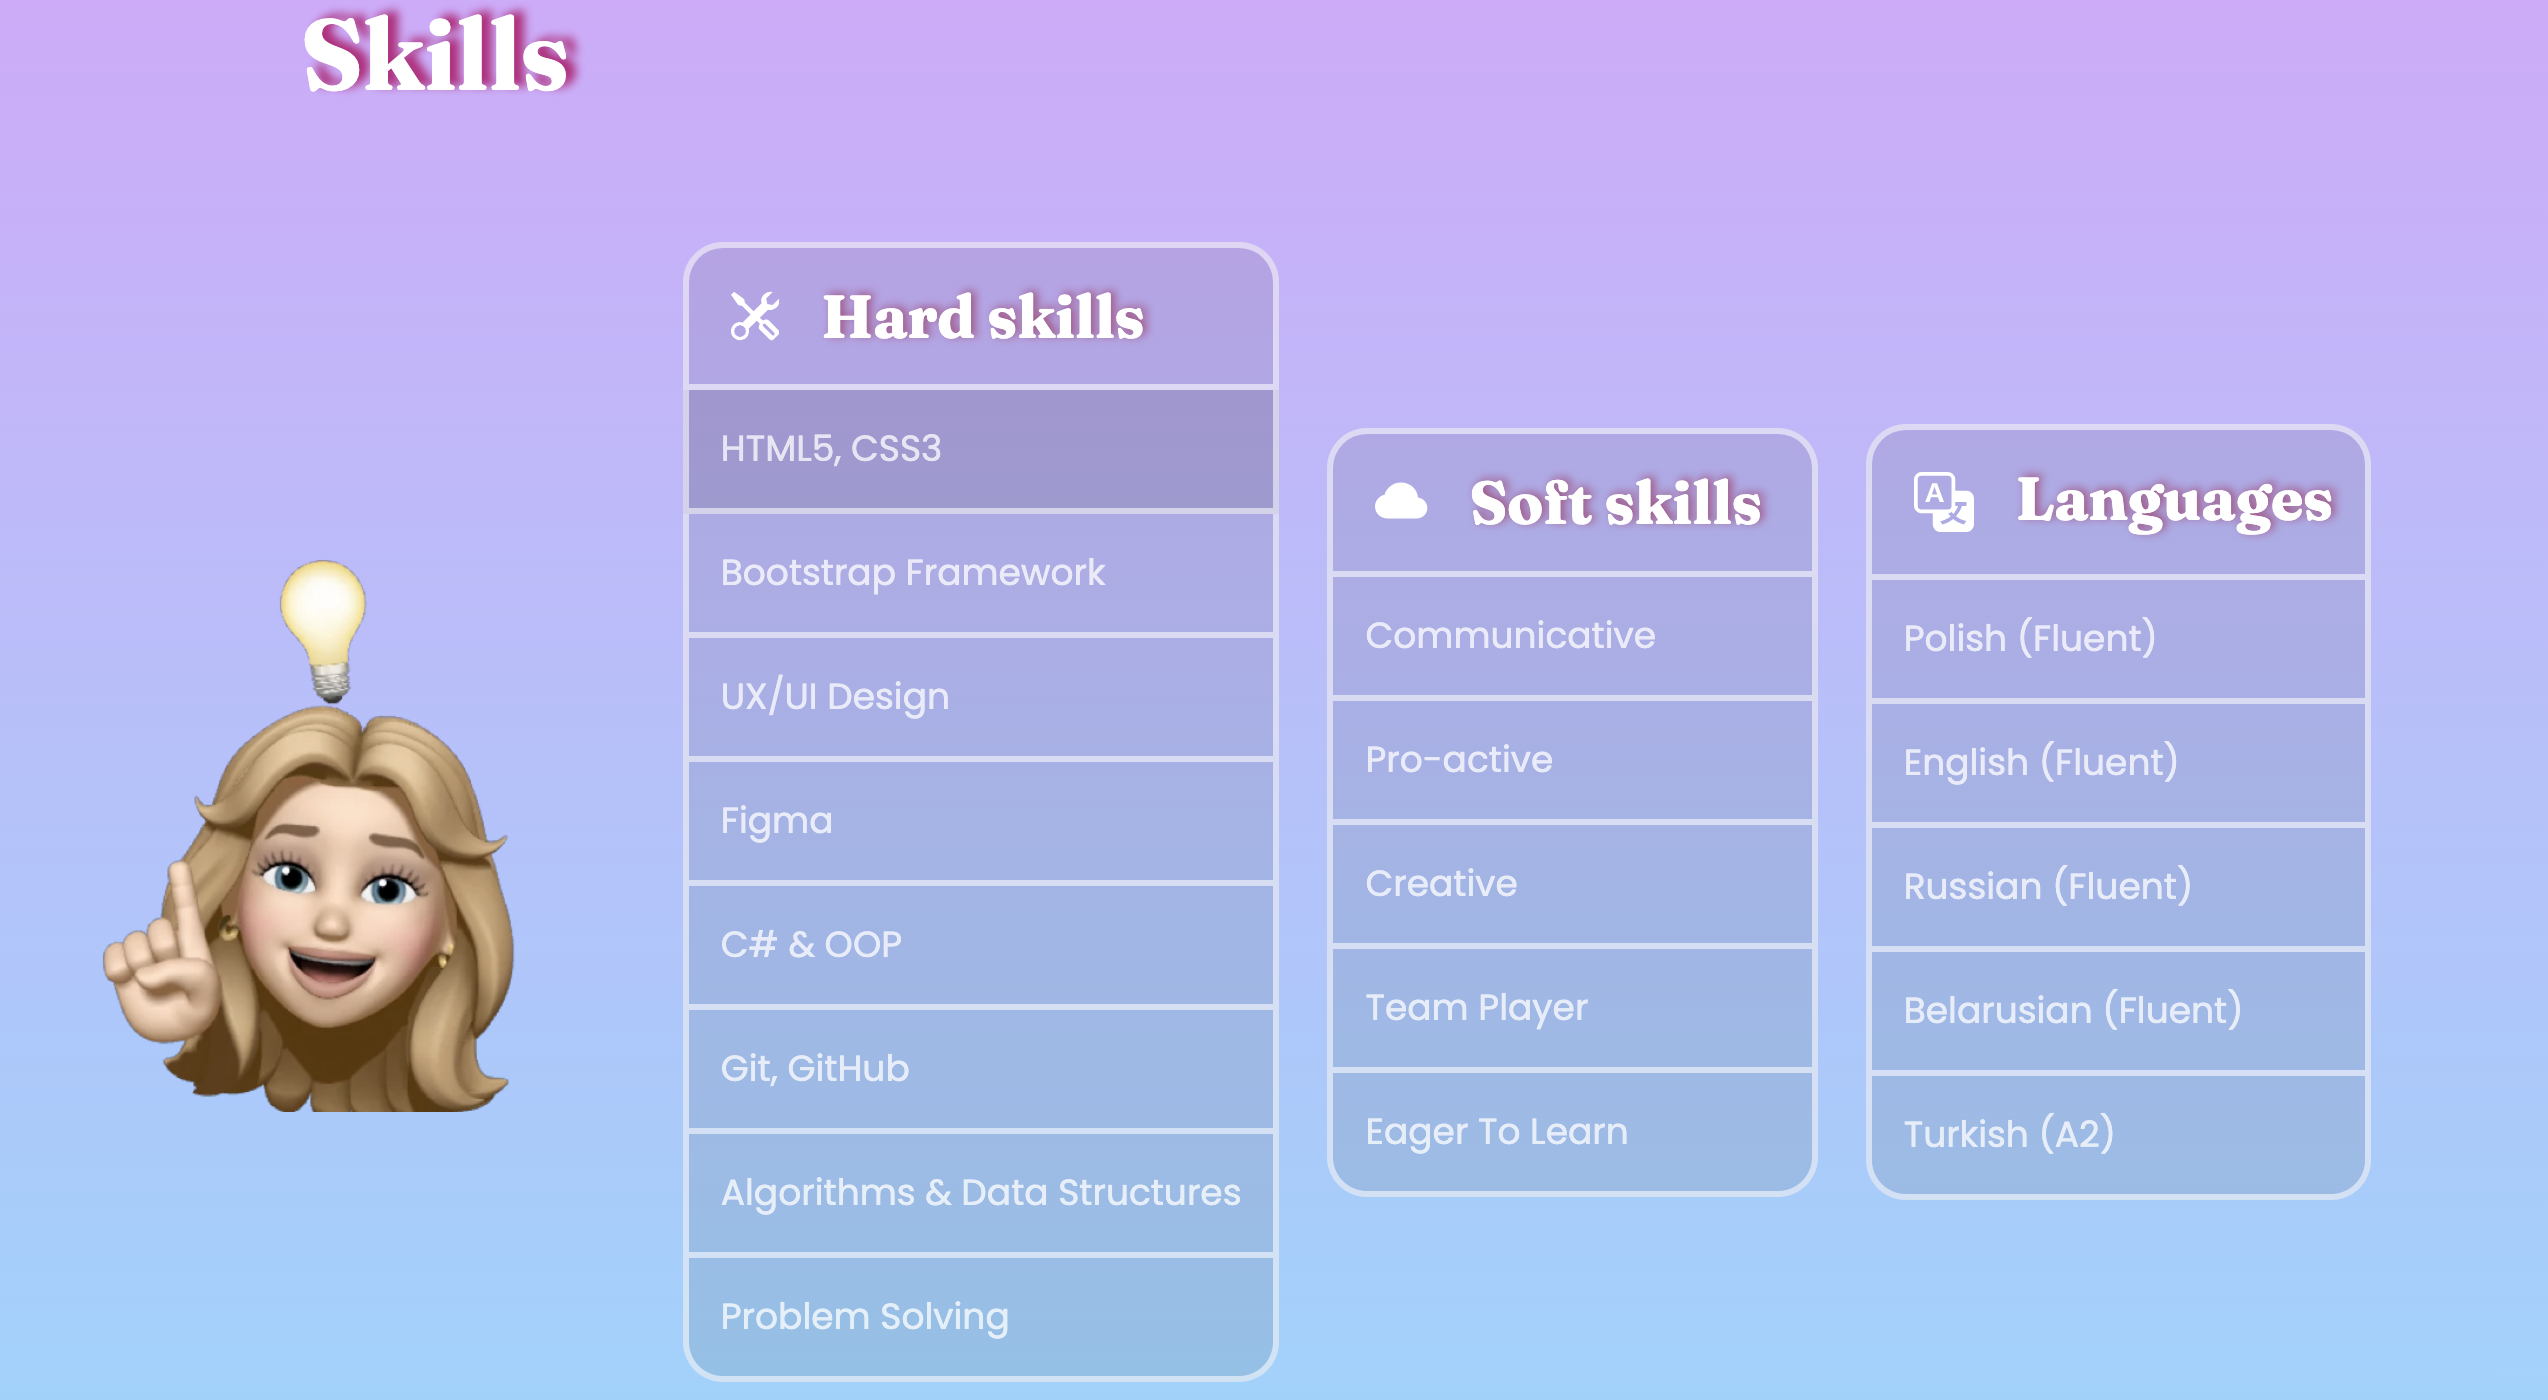 Skills
Hard skills
HTML5, CSS3
Bootstrap Framework
UX/UI Design
Figma
C# & OOP
Git, GitHub
Algorithms & Data Structures
Problem Solving
Soft skills
Communicative
Pro-active
Creative
Team Player
Eager To Learn
A
Languages
Polish (Fluent)
English (Fluent)
Russian (Fluent)
Belarusian (Fluent)
Turkish (A2)